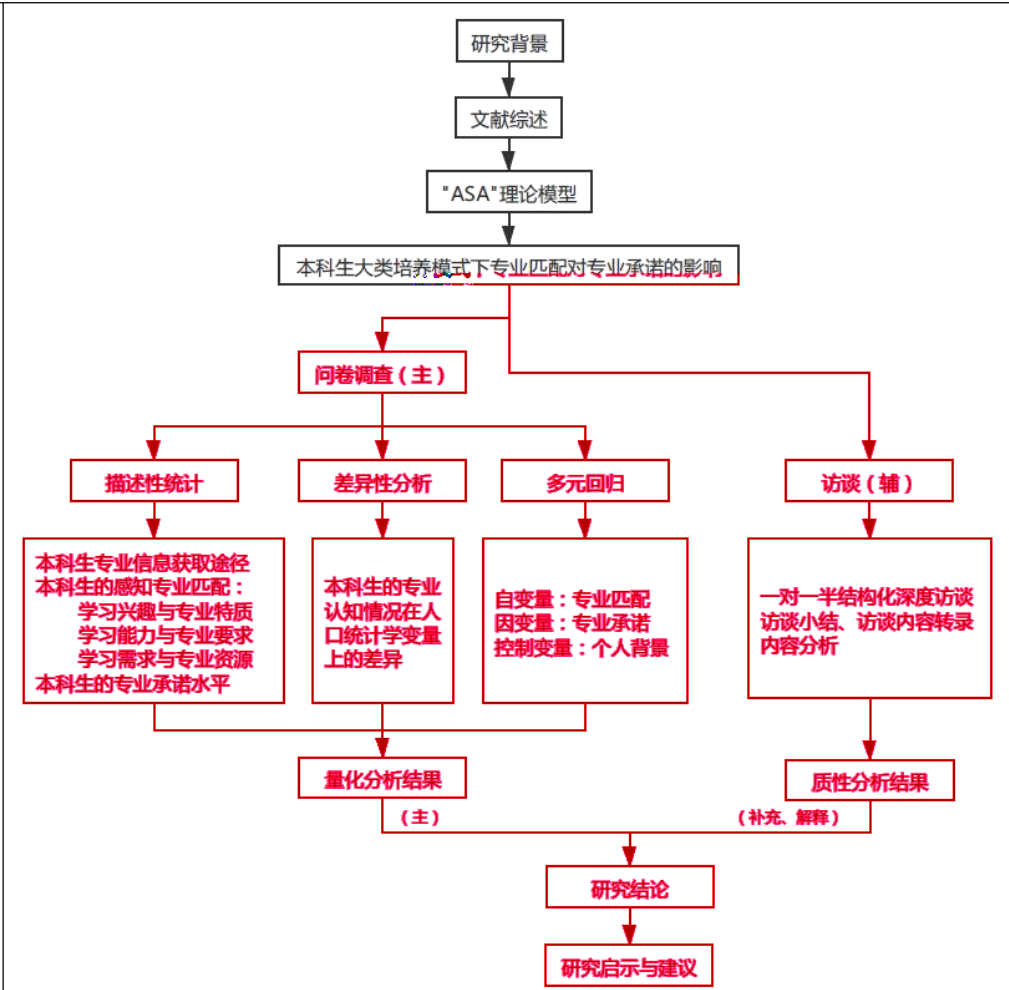 研究背景
文献综述
"ASA"理论模型
本科生大类培养模式下专业匹配对专业承诺的影响
问卷调查（主）
描述性统计
差异性分析
多元回归
访谈（辅）
本科生专业信息获取途径
本科生的感知专业匹配：
学习兴趣与专业特质
学习能力与专业要求
学习需求与专业资源
本科生的专业承诺水平
本科生的专业
认知情况在人
口统计学变量
上的差异
自变量：专业匹配
因变量：专业承诺
控制变量：个人背景
一对一半结构化深度访谈
访谈小结、访谈内容转录
内容分析
量化分析结果
质性分析结果
（主）
（补充、解释）
研究结论
研究启示与建议